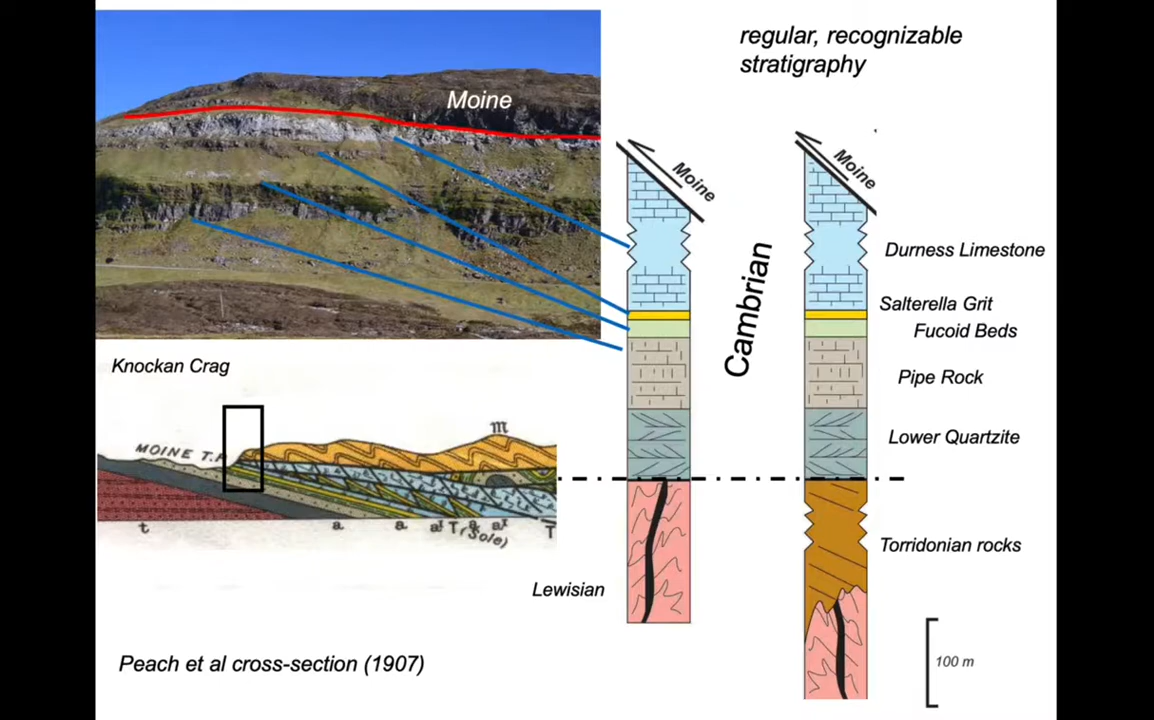 regular, recognizable
stratigraphy
Moine
Moine
Moine
Cambrian
Durness Limestone
Salterella Grit
Fucoid Beds
Pipe Rock
Lower Quartzite
Torridonian rocks
Lewisian
100 m
Knockan Crag
MOINE T.P.
m
t
a
a
a
T (Sole)
T
Peach et al cross-section (1907)